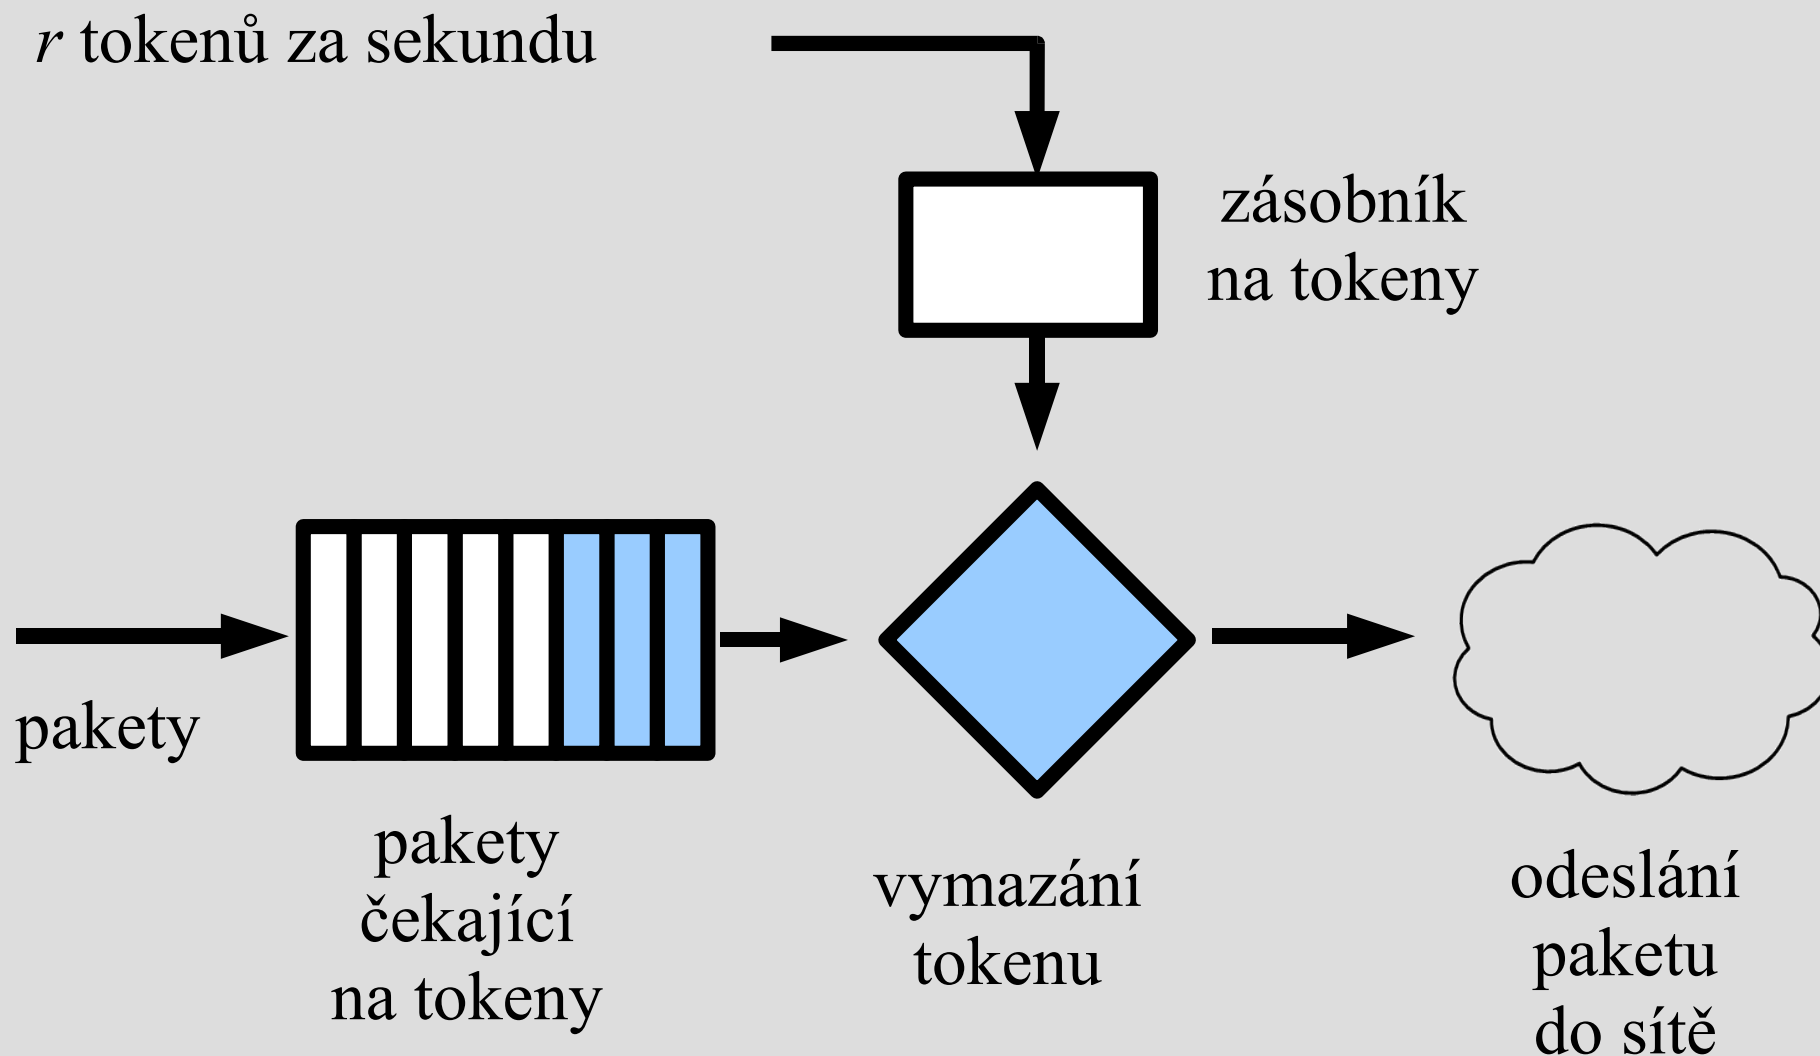 r tokenů za sekundu
zásobník
na tokeny
pakety
pakety
čekající
na tokeny
vymazání
tokenu
odeslání
paketu
do sítě